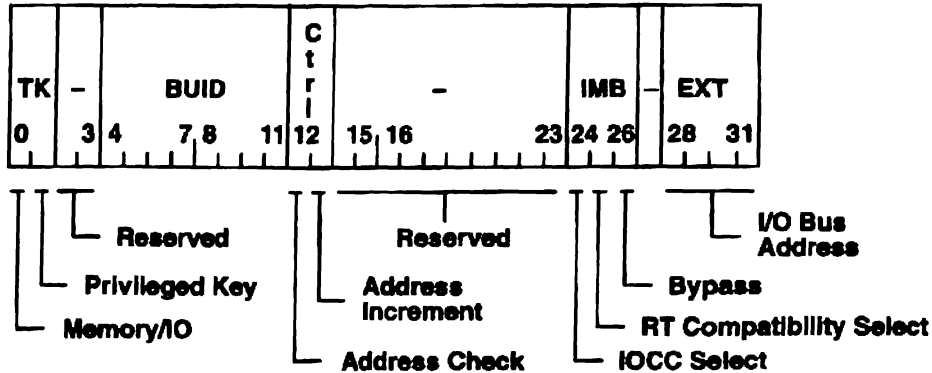 Ctrl
TK - BUID - IMB - EXT
0 3 4 7 8 11 12 15 16 23 24 26 28 31
Reserved
Reserved
I/O Bus
Address
Privileged Key
Address
Increment
Bypass
Memory/IO
RT Compatibility Select
Address Check
IOCC Select